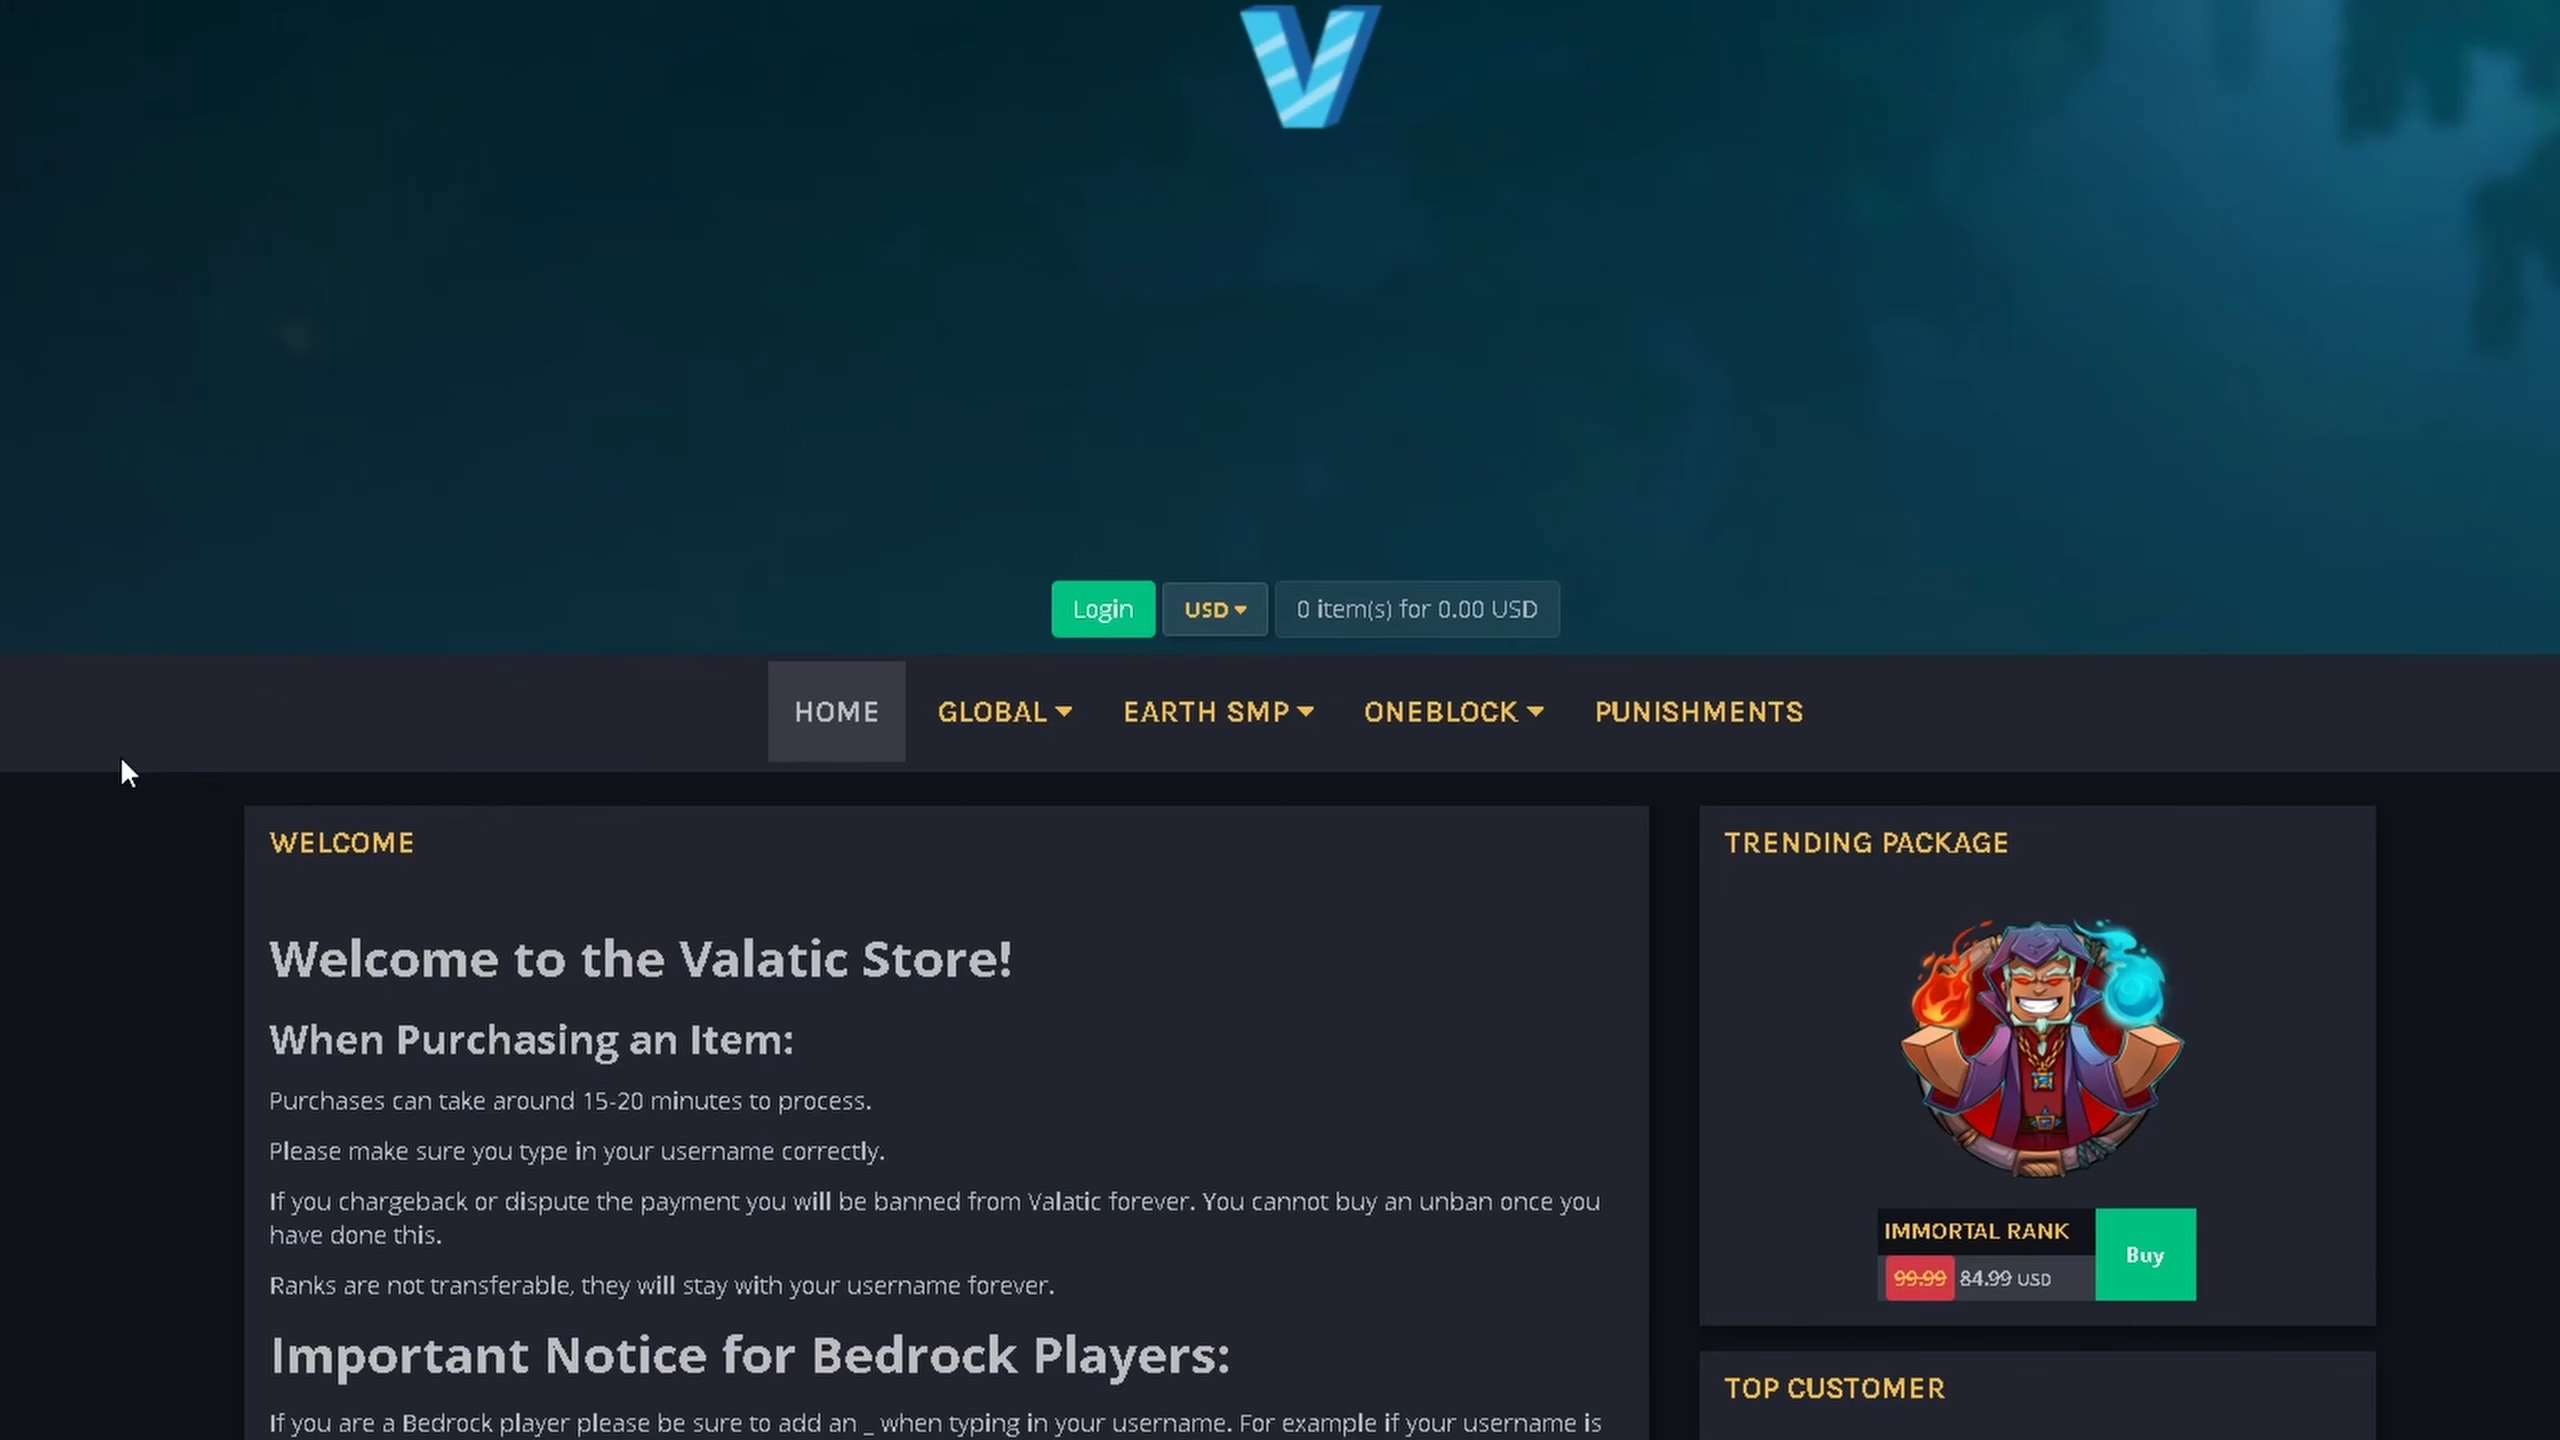 V
Login
USD
0 item(s) for 0.00 USD
HOME
GLOBAL
EARTH SMP
ONEBLOCK
PUNISHMENTS
WELCOME
Welcome to the Valatic Store!
When Purchasing an Item:
Purchases can take around 15-20 minutes to process.
Please make sure you type in your username correctly.
If you chargeback or dispute the payment you will be banned from Valatic forever. You cannot buy an unban once you
have done this.
Ranks are not transferable, they will stay with your username forever.
Important Notice for Bedrock Players:
If you are a Bedrock player please be sure to add an _ when typing in your username. For example if your username is
TRENDING PACKAGE
IMMORTAL RANK
99.99 84.99 USD
Buy
TOP CUSTOMER